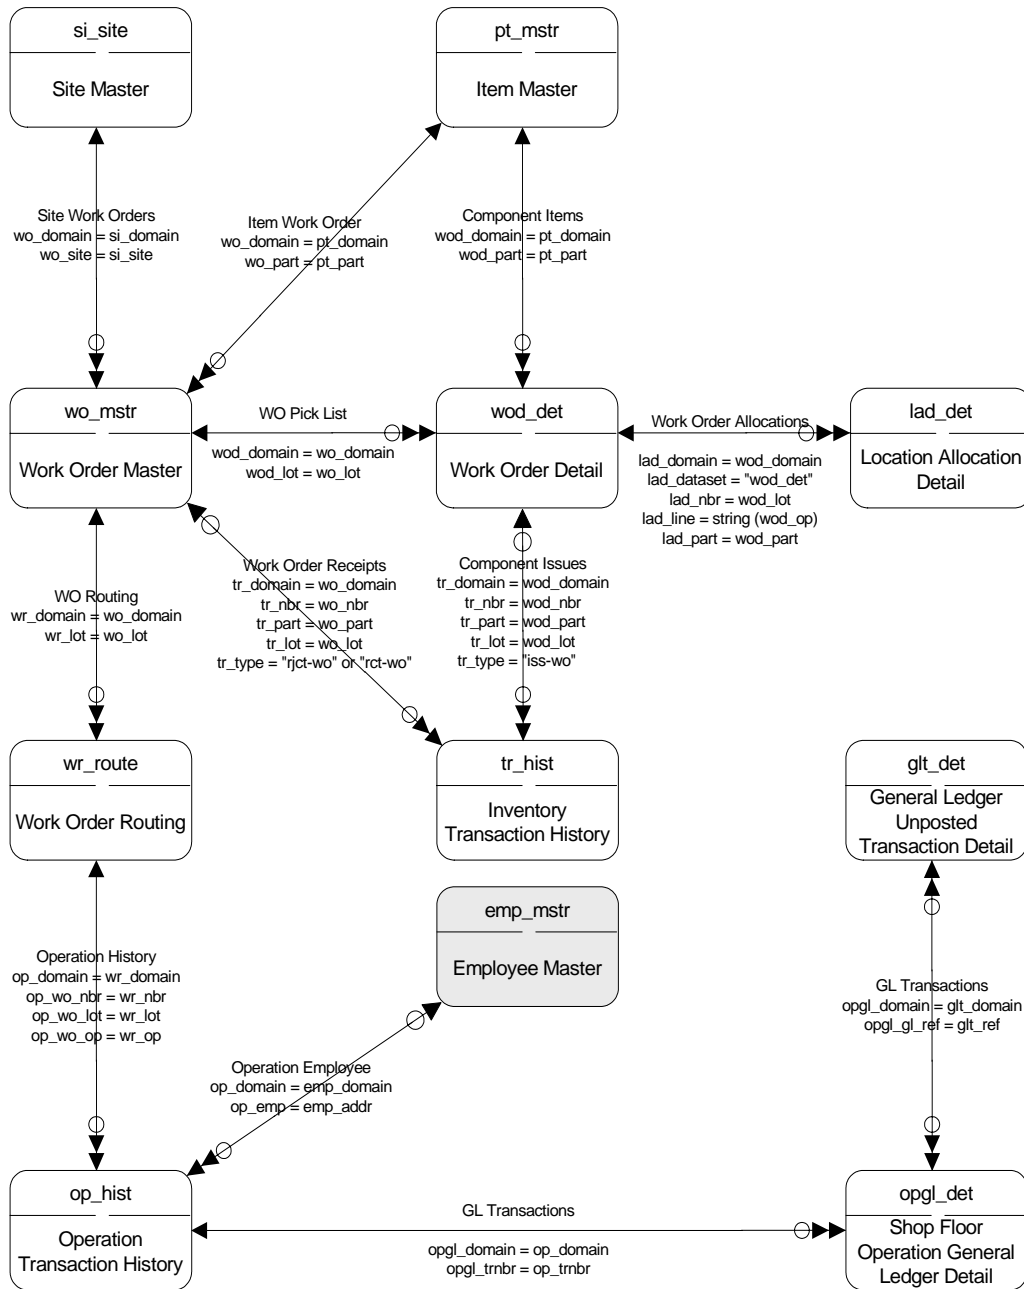 si_site
Site Master
pt_mstr
Item Master
Site Work Orders
wo_domain = si_domain
wo_site = si_site
Item Work Order
wo_domain = pt_domain
wo_part = pt_part
Component Items
wod_domain = pt_domain
wod_part = pt_part
wo_mstr
Work Order Master
WO Pick List
wod_domain = wo_domain
wod_lot = wo_lot
wod_det
Work Order Detail
Work Order Allocations
lad_domain = wod_domain
lad_dataset = "wod_det"
lad_nbr = wod_lot
lad_line = string (wod_op)
lad_part = wod_part
lad_det
Location Allocation
Detail
WO Routing
wr_domain = wo_domain
wr_lot = wo_lot
Work Order Receipts
tr_domain = wo_domain
tr_nbr = wo_nbr
tr_part = wo_part
tr_lot = wo_lot
tr_type = "rjct-wo" or "rct-wo"
Component Issues
tr_domain = wod_domain
tr_nbr = wod_nbr
tr_part = wod_part
tr_lot = wod_lot
tr_type = "iss-wo"
wr_route
Work Order Routing
tr_hist
Inventory
Transaction History
glt_det
General Ledger
Unposted
Transaction Detail
emp_mstr
Employee Master
Operation History
op_domain = wr_domain
op_wo_nbr = wr_nbr
op_wo_lot = wr_lot
op_wo_op = wr_op
GL Transactions
opgl_domain = glt_domain
opgl_gl_ref = glt_ref
Operation Employee
op_domain = emp_domain
op_emp = emp_addr
op_hist
Operation
Transaction History
GL Transactions
opgl_domain = op_domain
opgl_trnbr = op_trnbr
opgl_det
Shop Floor
Operation General
Ledger Detail